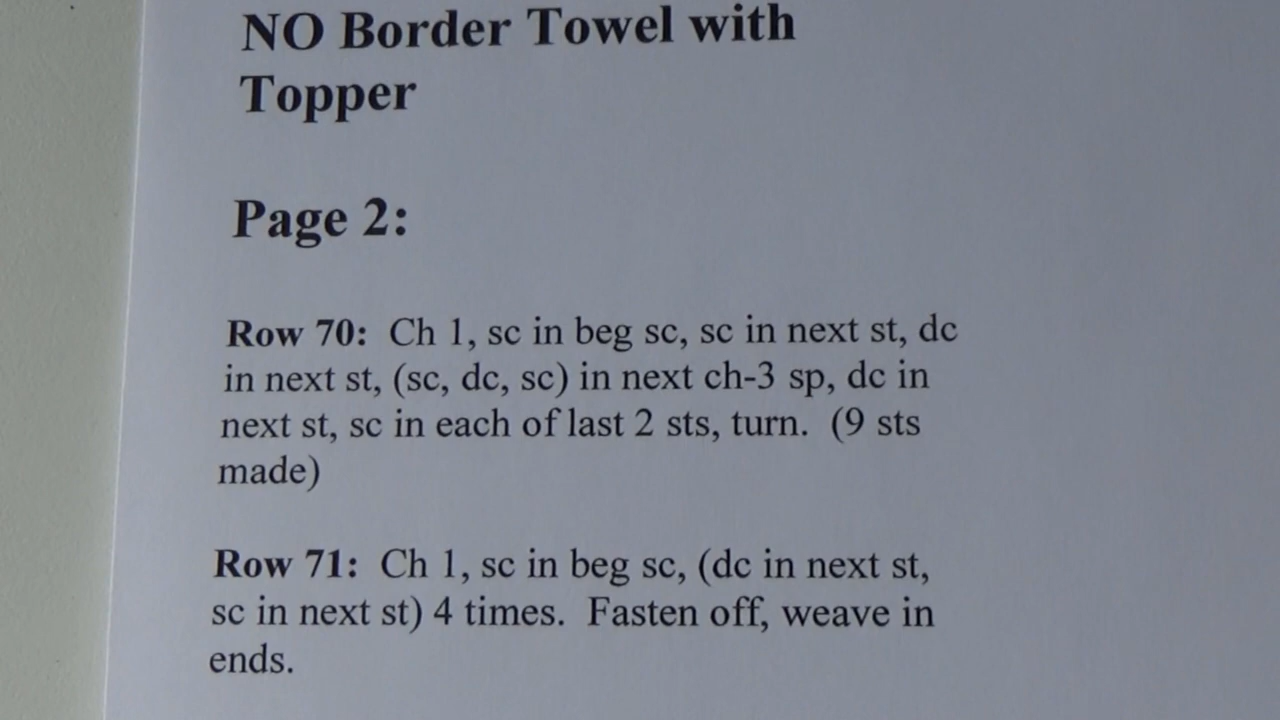 NO Border Towel with
Topper
Page 2:
Row 70:  Ch 1, sc in beg sc, sc in next st, dc
in next st, (sc, dc, sc) in next ch-3 sp, dc in
next st, sc in each of last 2 sts, turn.  (9 sts
made)
Row 71:  Ch 1, sc in beg sc, (dc in next st,
sc in next st) 4 times.  Fasten off, weave in
ends.